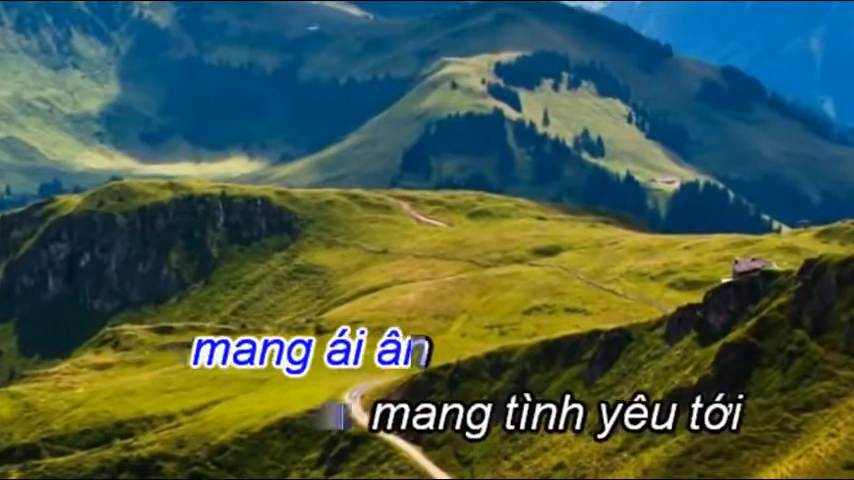 mang ái ân
mang tình yêu tới